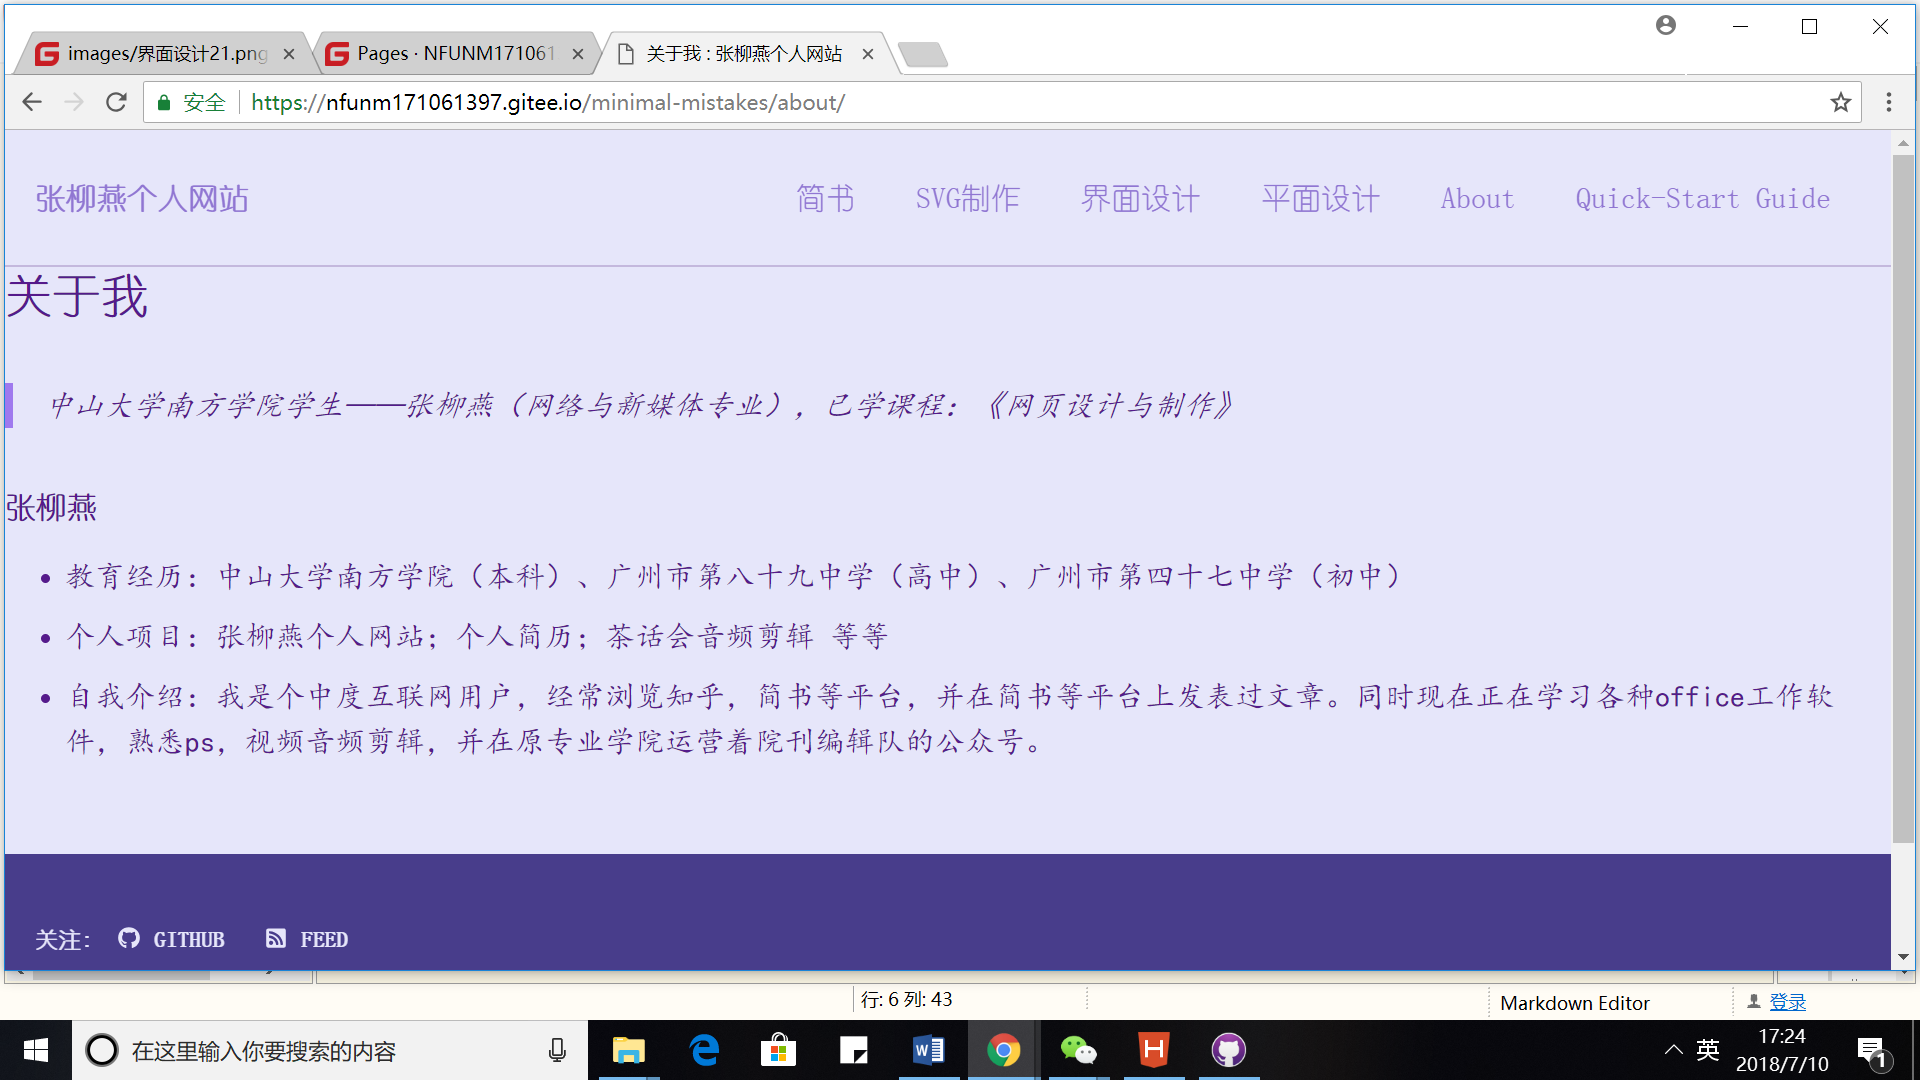 images/界面设计21.png
Pages · NFUNM171061
关于我 : 张柳燕个人网站
安全
https://nfunm171061397.gitee.io/minimal-mistakes/about/
张柳燕个人网站 简书 SVG制作 界面设计 平面设计 About Quick-Start Guide
关于我
中山大学南方学院学生——张柳燕（网络与新媒体专业），已学课程：《网页设计与制作》
张柳燕
教育经历：中山大学南方学院（本科）、广州市第八十九中学（高中）、广州市第四十七中学（初中）
个人项目：张柳燕个人网站；个人简历；茶话会音频剪辑 等等
自我介绍：我是个中度互联网用户，经常浏览知乎，简书等平台，并在简书等平台上发表过文章。同时现在正在学习各种office工作软
件，熟悉ps，视频音频剪辑，并在原专业学院运营着院刊编辑队的公众号。
关注： GITHUB FEED
行: 6 列: 43
Markdown Editor
登录
在这里输入你要搜索的内容
英
17:24
2018/7/10
1